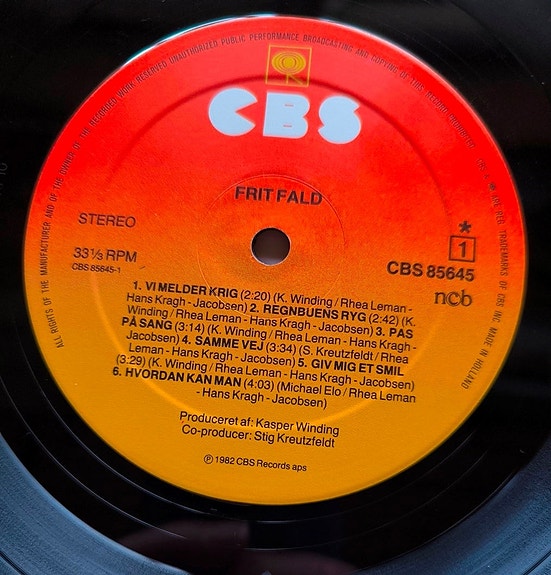 ALL RIGHTS OF THE MANUFACTURER AND OF THE OWNER OF THE RECORDED WORK RESERVED UNAUTHORIZED PUBLIC PERFORMANCE BROADCASTING AND COPYING OF THIS RECORD PROHIBITED
TRADEMARKS OF CBS INC MADE IN HOLLAND
CBS
FRIT FALD
STEREO
33⅓ RPM
CBS 85645-1
*
1
CBS 85645
ncb
1. VI MELDER KRIG (2:20) (K. Winding / Rhea Leman -
Hans Kragh - Jacobsen) 2. REGNBUENS RYG (2:42) (K.
Winding / Rheа Leman - Hans Kragh - Jacobsen) 3. PAS
PÅ SANG (3:14) (K. Winding / Rhea Leman - Hans Kragh -
Jacobsen) 4. SAMME VEJ (3:34) (S. Kreutzfeldt / Rhea
Leman - Hans Kragh - Jacobsen) 5. GIV MIG ET SMIL
(3:29) (K. Winding / Rhea Leman - Hans Kragh - Jacobsen)
6. HVORDAN KAN MAN (4:03) (Michael Elo / Rhea Leman
- Hans Kragh - Jacobsen)
Produceret af: Kasper Winding
Co-producer: Stig Kreutzfeldt
℗ 1982 CBS Records aps